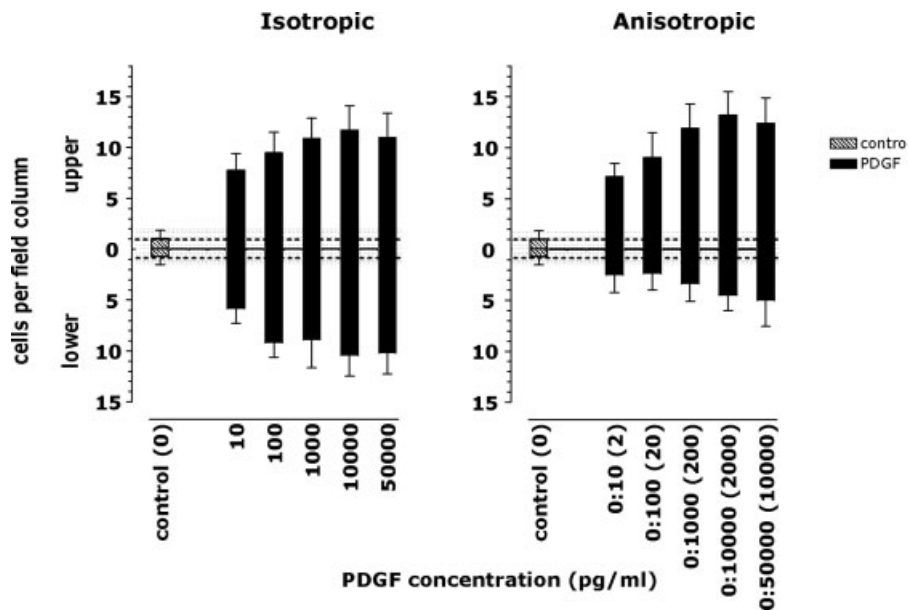 Isotropic
Anisotropic
cells per field column
upper
lower
15
10
5
0
5
10
15
15
10
5
0
5
10
15
contro
PDGF
control (0)
10
100
1000
10000
50000
control (0)
0:10 (2)
0:100 (20)
0:1000 (200)
0:10000 (2000)
0:50000 (10000)
PDGF concentration (pg/ml)